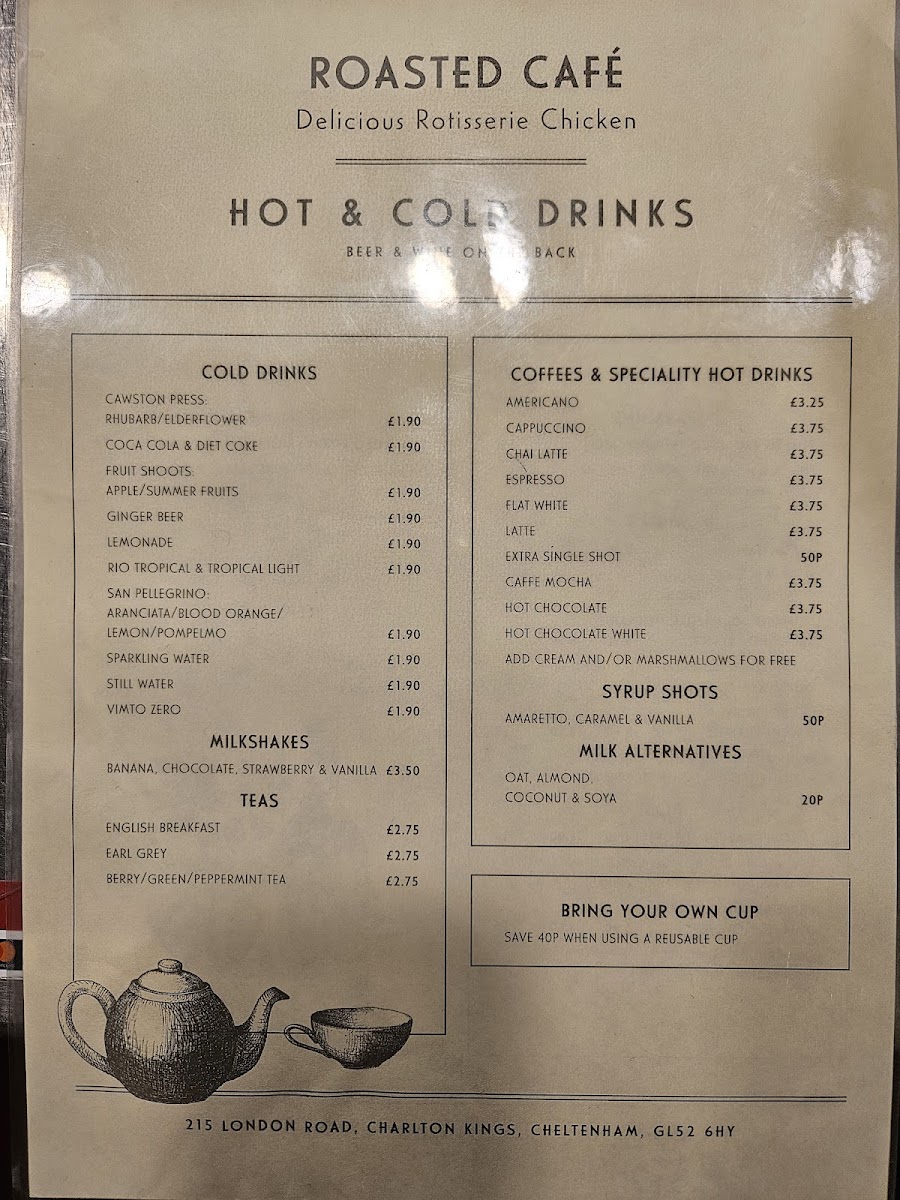 ROASTED CAFÉ
Delicious Rotisserie Chicken
HOT & COLD DRINKS
BEER & WINE ON BACK
COLD DRINKS
CAWSTON PRESS:
RHUBARB/ELDERFLOWER £1.90
COCA COLA & DIET COKE £1.90
FRUIT SHOOTS:
APPLE/SUMMER FRUITS £1.90
GINGER BEER £1.90
LEMONADE £1.90
RIO TROPICAL & TROPICAL LIGHT £1.90
SAN PELLEGRINO:
ARANCIATA/BLOOD ORANGE/
LEMON/POMPELMO £1.90
SPARKLING WATER £1.90
STILL WATER £1.90
VIMTO ZERO £1.90
MILKSHAKES
BANANA, CHOCOLATE, STRAWBERRY & VANILLA £3.50
TEAS
ENGLISH BREAKFAST £2.75
EARL GREY £2.75
BERRY/GREEN/PEPPERMINT TEA £2.75
COFFEES & SPECIALITY HOT DRINKS
AMERICANO £3.25
CAPPUCCINO £3.75
CHAI LATTE £3.75
ESPRESSO £3.75
FLAT WHITE £3.75
LATTE £3.75
EXTRA SINGLE SHOT 50P
CAFFE MOCHA £3.75
HOT CHOCOLATE £3.75
HOT CHOCOLATE WHITE £3.75
ADD CREAM AND/OR MARSHMALLOWS FOR FREE
SYRUP SHOTS
AMARETTO, CARAMEL & VANILLA 50P
MILK ALTERNATIVES
OAT, ALMOND,
COCONUT & SOYA 20P
BRING YOUR OWN CUP
SAVE 40P WHEN USING A REUSABLE CUP
215 LONDON ROAD, CHARLTON KINGS, CHELTENHAM, GL52 6HY